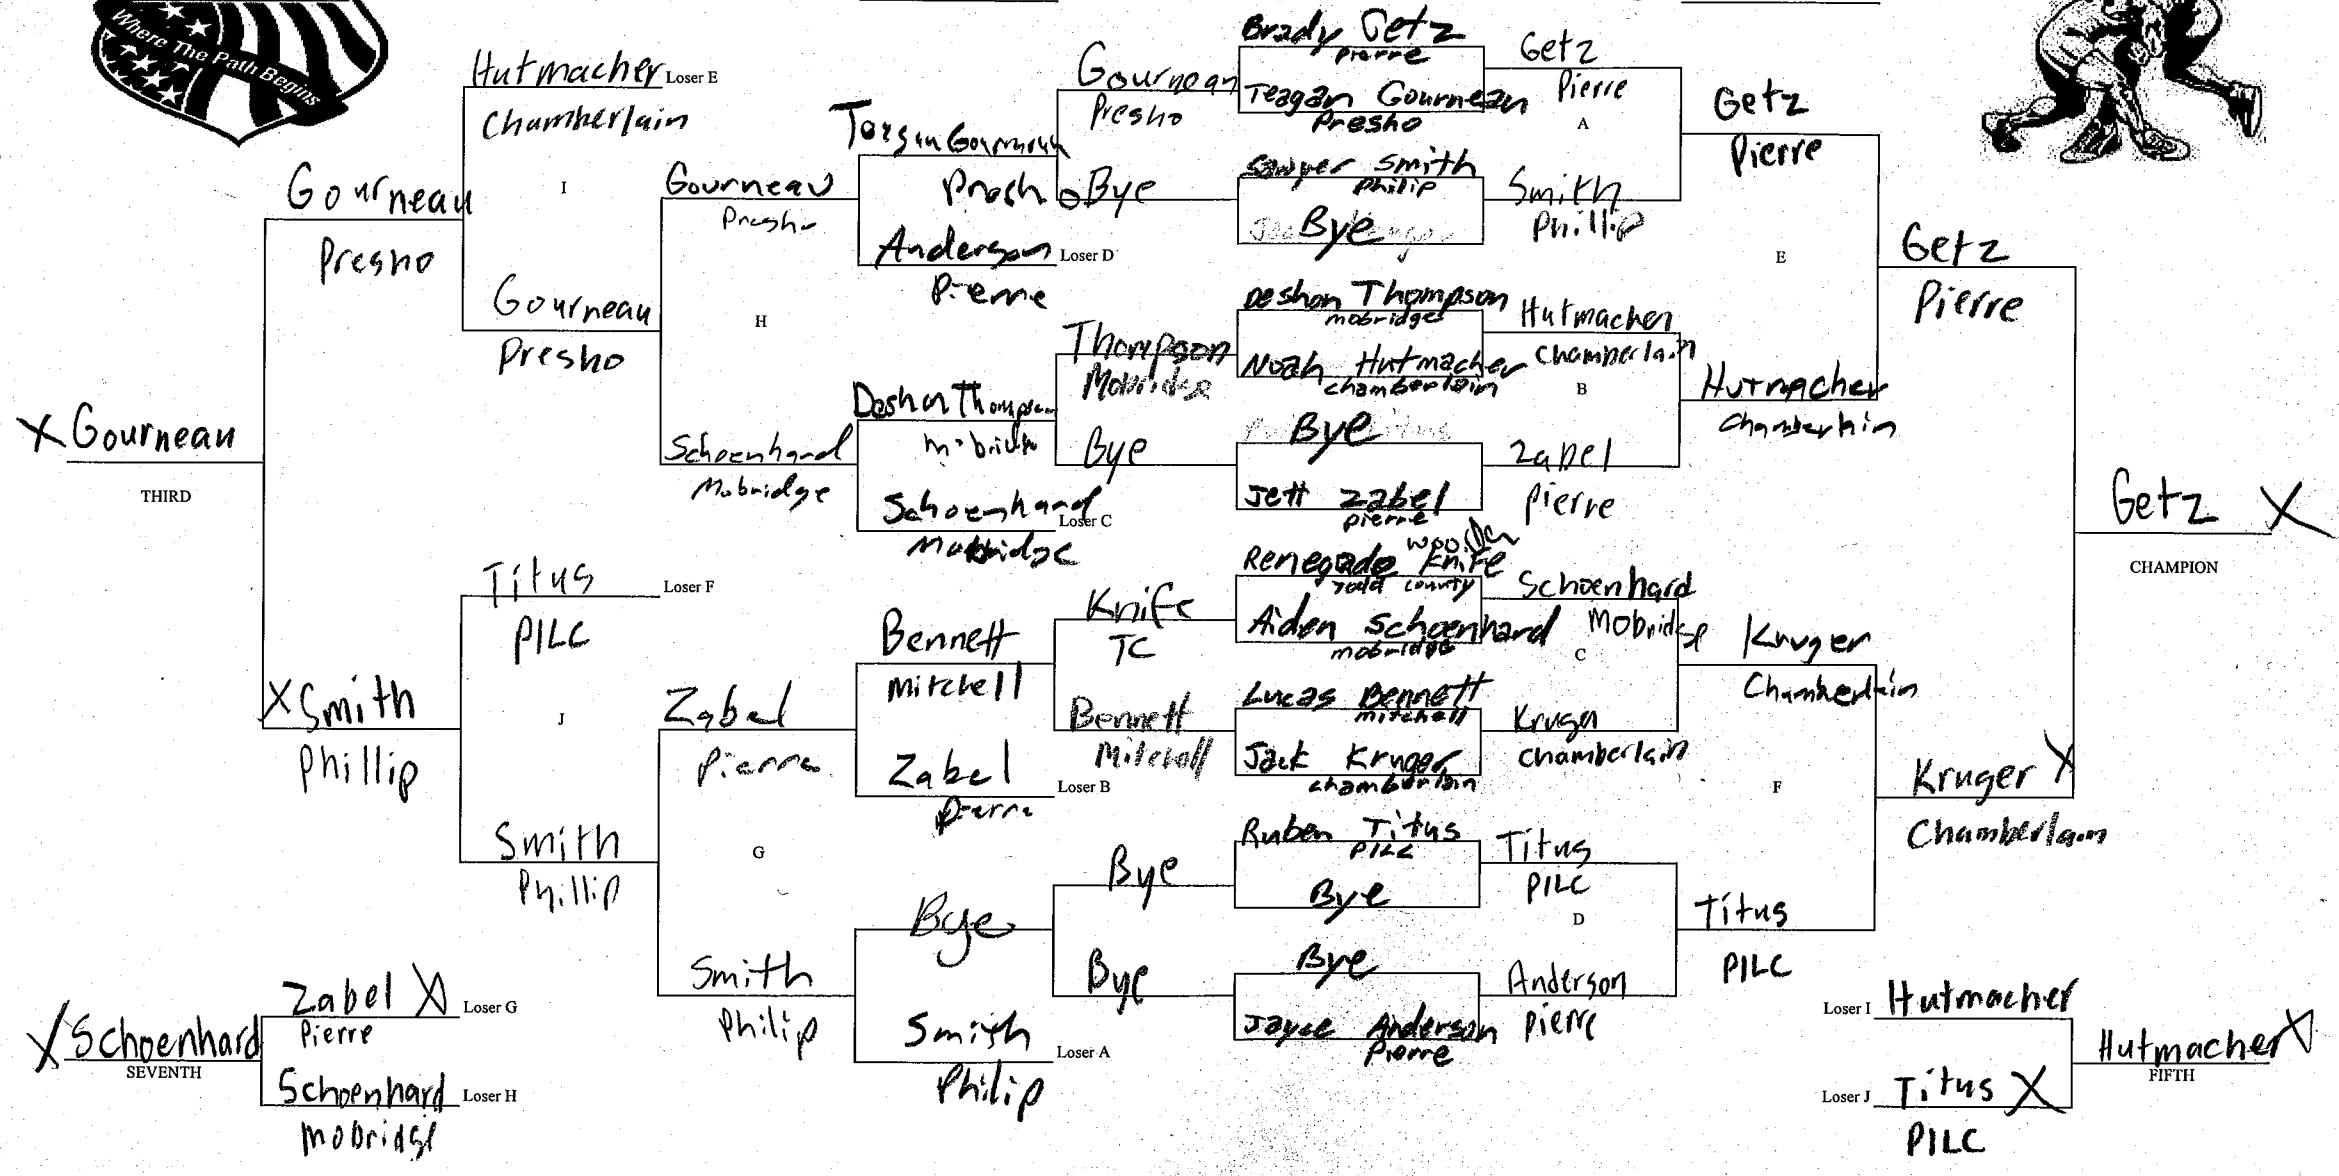 Where The Path Begins
Hutmacher Loser E
Chamberlain
I
Gourneau
Presho
Gourneau
Presho
X Gourneau
THIRD
Titus Loser F
PILC
X Smith
Phillip
J
Smith
Phillip
Zabel X Loser G
Pierre
X Schoenhard
SEVENTH
Schoenhard Loser H
Mobridge
Gourneau
Presho
H
Schoenhard
Mobridge
Zabel
Pierre
G
Smith
Philip
Anderson Loser D
Pierre
Deshon Thompson
Schoenhard
Loser C
Mobridge
Bennett
Mitchell
Zabel
Loser B
Pierre
Bye
Smith
Loser A
Philip
Gournean
Presho
Bye
Thompson
Mobridge
Bye
Knife
TC
Bennett
Mitchell
Bye
Bye
Brady Getz
Pierre
Teagan Gournean
Presho
Sawyer Smith
Philip
Bye
Deshon Thompson
mobridge
Noah Hutmacher
chamberlain
Bye
Jett Zabel
pierre
Renegade Knife
Todd county
Aiden Schoenhard
mobridge
Lucas Bennett
mitchell
Jack Kruger
chamberlain
Ruben Titus
PILC
Bye
Bye
Jayce Anderson
Pierre
Getz
Pierre
A
Smith
Phillip
Hutmacher
Chamberlain
B
Zabel
Pierre
Schoenhard
Mobridge
C
Kruger
Chamberlain
Titus
PILC
D
Anderson
Pierre
Getz
Pierre
E
Hutmacher
Chamberlain
Kruger
Chamberlain
F
Titus
PILC
Getz
Pierre
Kruger X
Chamberlain
Getz X
CHAMPION
Loser I Hutmacher
Hutmacher X
FIFTH
Loser J Titus X
PILC